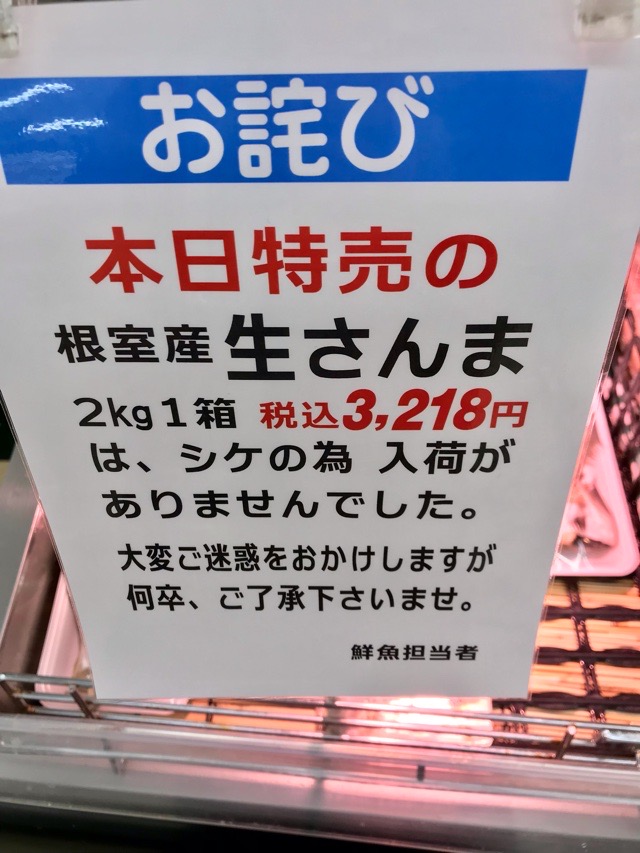 お詫び
本日特売の
根室産 生さんま
2kg1箱 税込3,218円
は、シケの為 入荷が
ありませんでした。
大変ご迷惑をおかけしますが
何卒、ご了承下さいませ。
鮮魚担当者